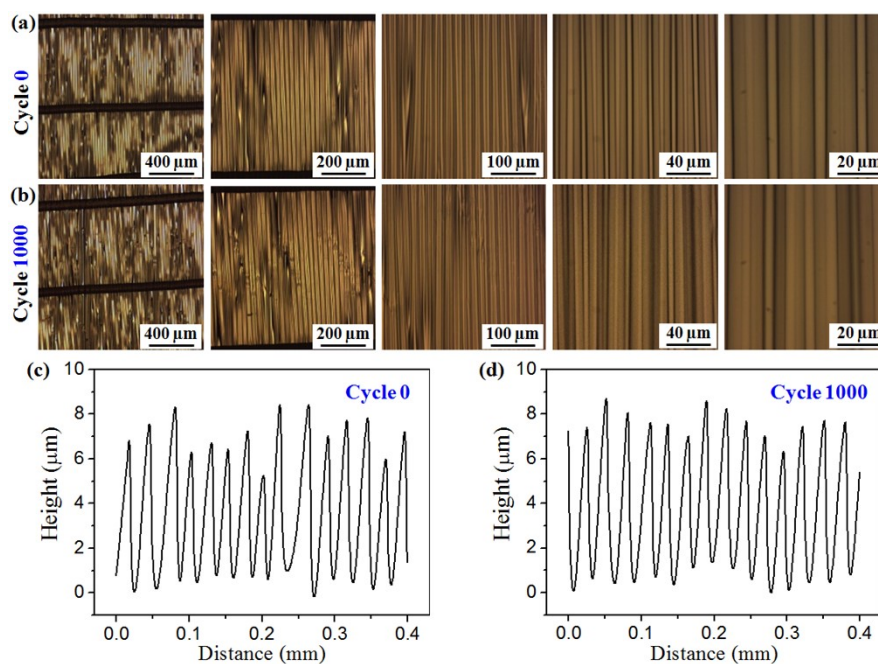 (a)
Cycle 0
400 µm
200 µm
100 µm
40 µm
20 µm
(b)
Cycle 1000
400 µm
200 µm
100 µm
40 µm
20 µm
(c)
Cycle 0
Height (µm)
10
8
6
4
2
0
0.0 0.1 0.2 0.3 0.4
Distance (mm)
(d)
Cycle 1000
Height (µm)
10
8
6
4
2
0
0.0 0.1 0.2 0.3 0.4
Distance (mm)